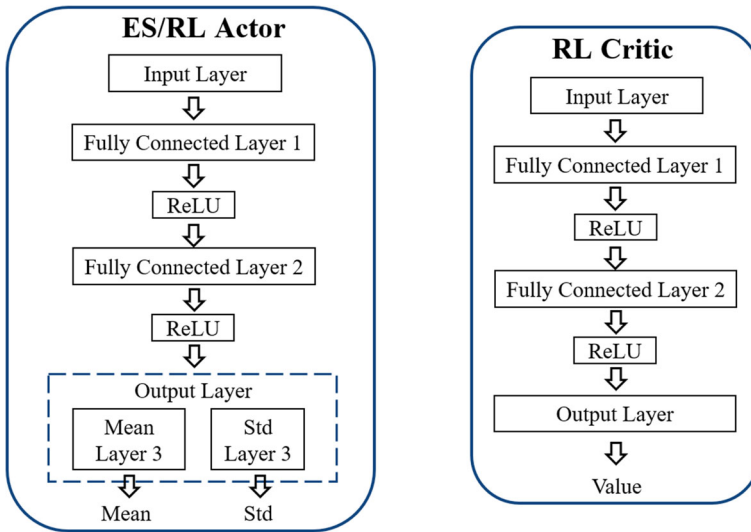 ES/RL Actor
Input Layer
Fully Connected Layer 1
ReLU
Fully Connected Layer 2
ReLU
Output Layer
Mean
Layer 3
Std
Layer 3
Mean
Std
RL Critic
Input Layer
Fully Connected Layer 1
ReLU
Fully Connected Layer 2
ReLU
Output Layer
Value